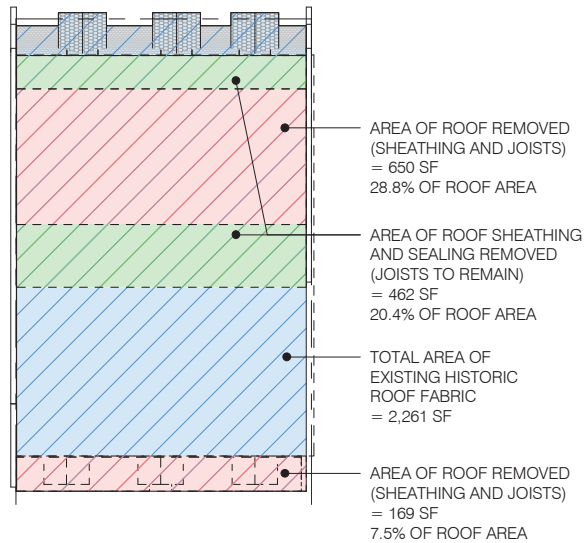 AREA OF ROOF REMOVED
(SHEATHING AND JOISTS)
= 650 SF
28.8% OF ROOF AREA
AREA OF ROOF SHEATHING
AND SEALING REMOVED
(JOISTS TO REMAIN)
= 462 SF
20.4% OF ROOF AREA
TOTAL AREA OF
EXISTING HISTORIC
ROOF FABRIC
= 2,261 SF
AREA OF ROOF REMOVED
(SHEATHING AND JOISTS)
= 169 SF
7.5% OF ROOF AREA